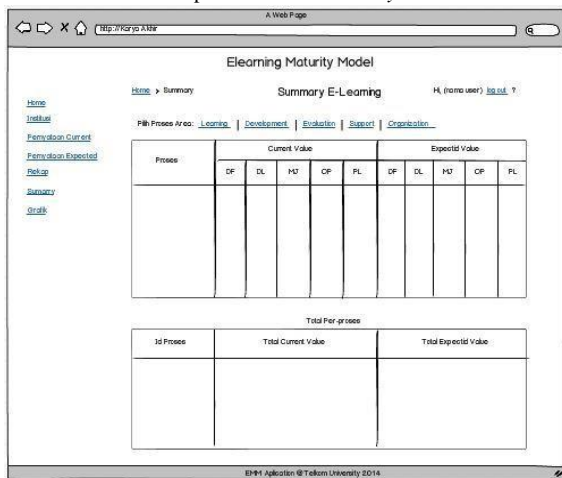 A Web Page
http://Karya Akhir
Elearning Maturity Model
Home > Summary
Summary E-Learning
Hi, (nama user) log out ?
Home
Institusi
Pernyataan Current
Pernyataan Expected
Rekap
Sumarry
Grafik
Pilih Proses Area: Learning | Development | Evaluation | Support | Organization
Proses
Current Value
Expectid Value
DF DL MJ OP PL DF DL MJ OP PL
Total Per-proses
Id Proses
Total Current Value
Total Expectid Value
EMM Aplication @ Telkom University 2014